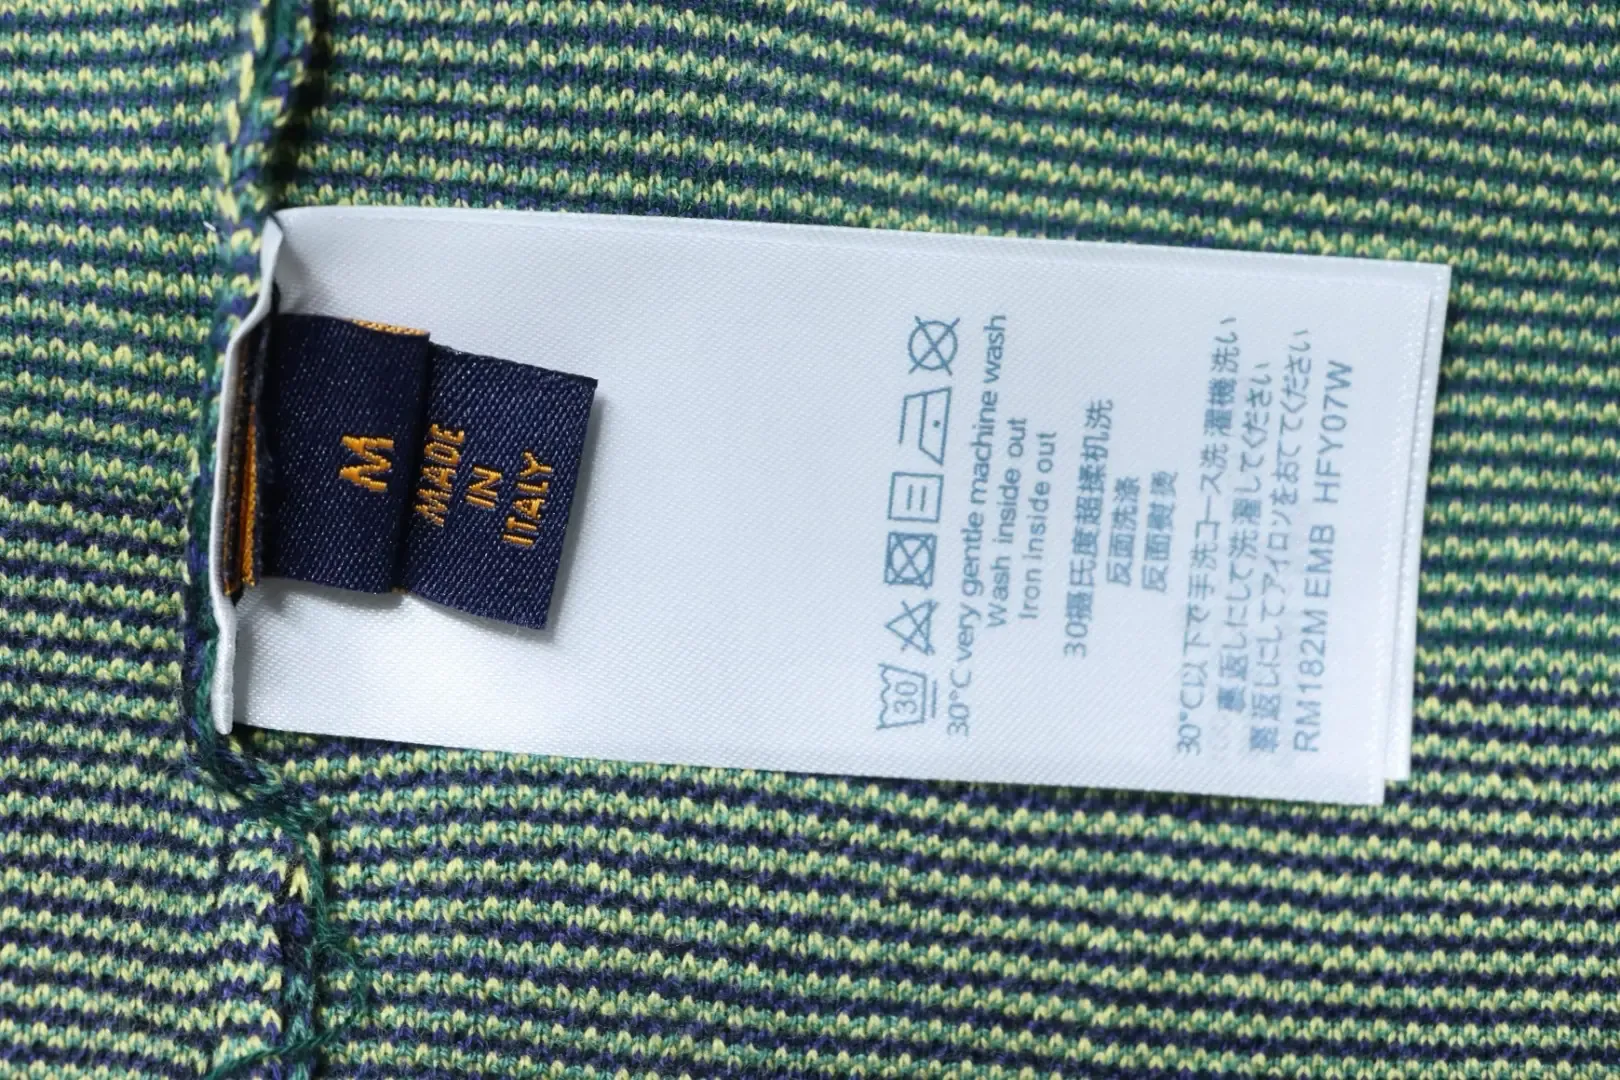 M
MADE
IN
ITALY
30
30°C very gentle machine wash
Wash inside out
Iron inside out
30摄氏度超揉机洗
反面洗涤
反面熨烫
30°C以下で手洗コース洗濯機洗い
裏返しにして洗濯してください
裏返しにしてアイロンをおてください
RM182M EMB HFY07W